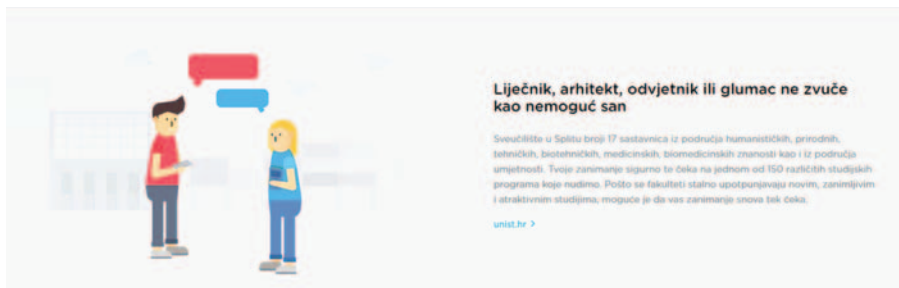 Liječnik, arhitekt, odvjetnik ili glumac ne zvuče
kao nemoguć san
Sveučilište u Splitu broji 17 sastavnica iz područja humanističkih, prirodnih,
tehničkih, biotehničkih, medicinskih, biomedicinskih znanosti kao i iz područja
umjetnosti. Tvoje zanimanje sigurno te čeka na jednom od 150 različitih studijskih
programa koje nudimo. Pošto se fakulteti stalno upotpunjavaju novim, zanimljivim
i atraktivnim studijima, moguće je da vas zanimanje snova tek čeka.
unist.hr >